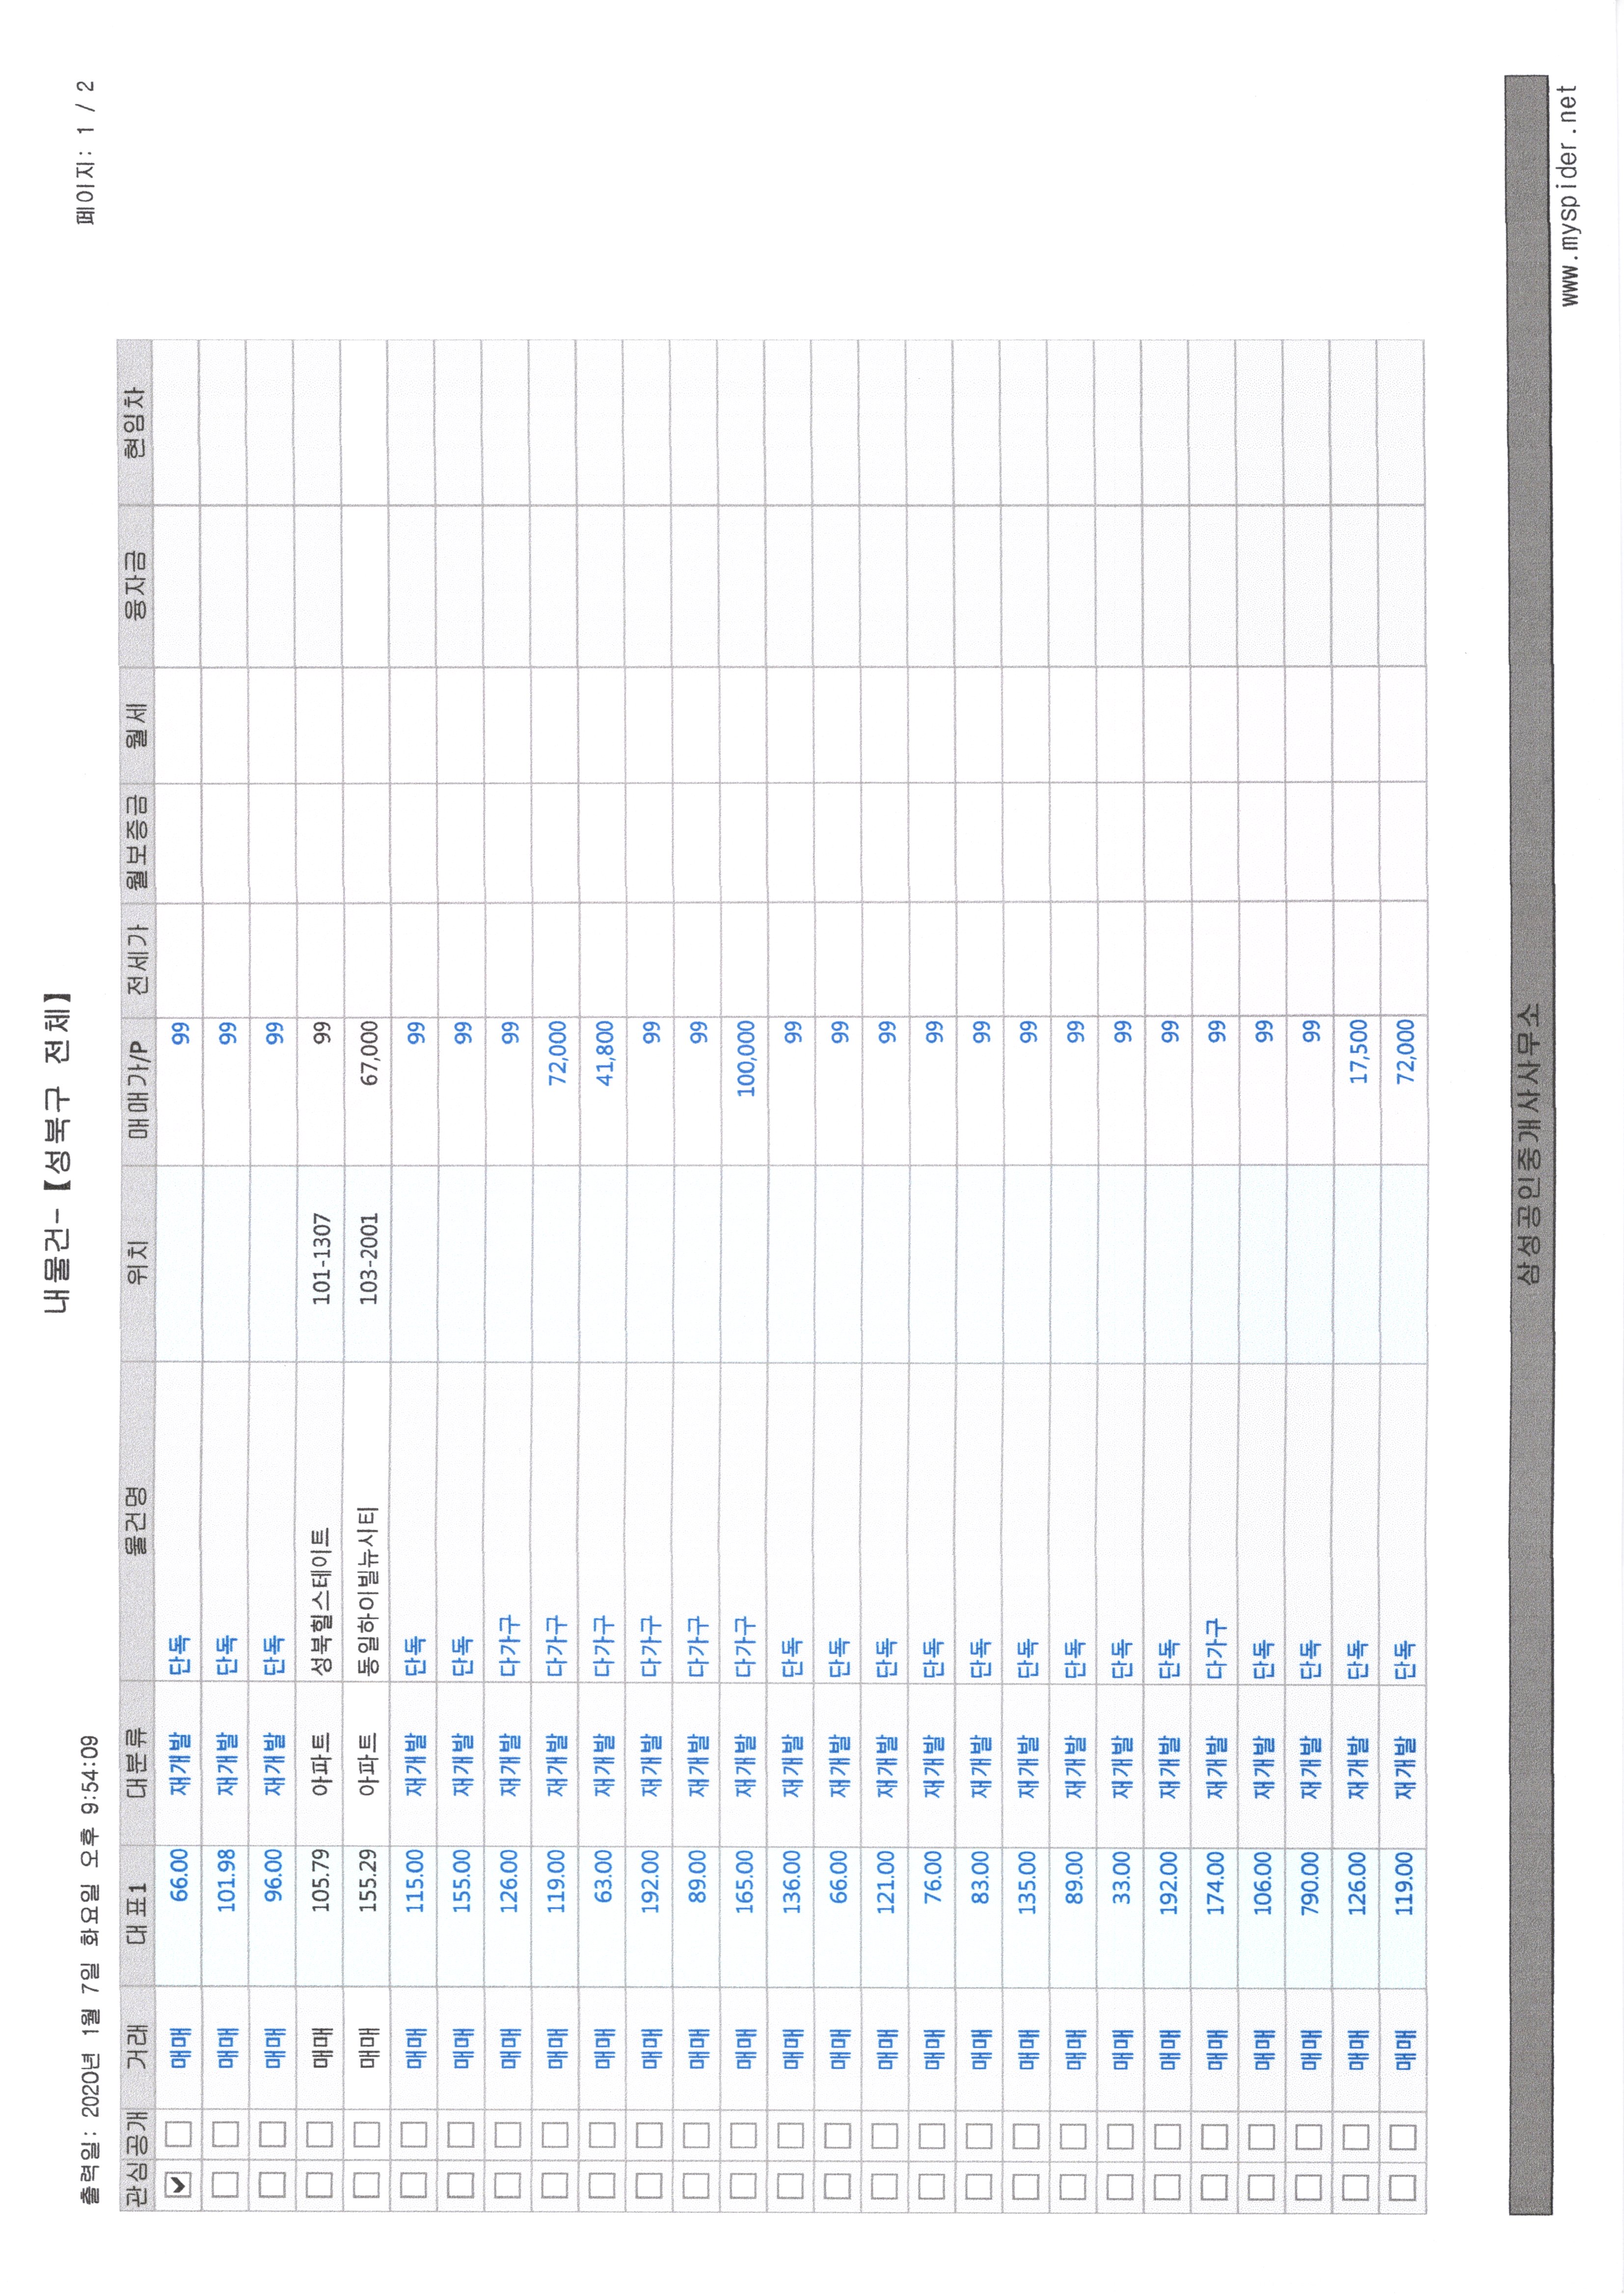 내물건-【성북구 전체】
출력일: 2020년 1월 7일 화요일 오후 9:54:09
페이지: 1 / 2
관심 공개 거래 대표1 대분류 물건명 위치 매매가/P 전세가 월보증금 월세 융자금 현임차
매매 66.00 재개발 단독 99
매매 101.98 재개발 단독 99
매매 96.00 재개발 단독 99
매매 105.79 아파트 성북힐스테이트 101-1307 99
매매 155.29 아파트 동일하이빌뉴시티 103-2001 67,000
매매 115.00 재개발 단독 99
매매 155.00 재개발 단독 99
매매 126.00 재개발 다가구 99
매매 119.00 재개발 다가구 72,000
매매 63.00 재개발 다가구 41,800
매매 192.00 재개발 다가구 99
매매 89.00 재개발 다가구 99
매매 165.00 재개발 다가구 100,000
매매 136.00 재개발 단독 99
매매 66.00 재개발 단독 99
매매 121.00 재개발 단독 99
매매 76.00 재개발 단독 99
매매 83.00 재개발 단독 99
매매 135.00 재개발 단독 99
매매 89.00 재개발 단독 99
매매 33.00 재개발 단독 99
매매 192.00 재개발 단독 99
매매 174.00 재개발 다가구 99
매매 106.00 재개발 단독 99
매매 790.00 재개발 단독 99
매매 126.00 재개발 단독 17,500
매매 119.00 재개발 단독 72,000
삼성공인중개사사무소
www.myspider.net